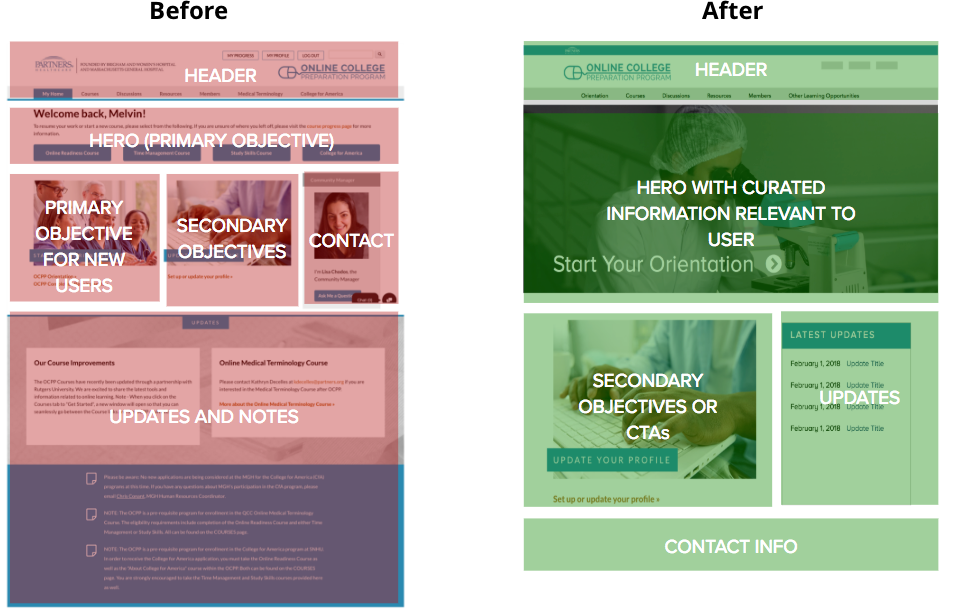 Before
After
PARTNERS
HEALTHCARE
FOUNDED BY BRIGHAM AND WOMEN'S HOSPITAL
AND MASSACHUSETTS GENERAL HOSPITAL
MY PROGRESS
MY PROFILE
LOG OUT
ONLINE COLLEGE
PREPARATION PROGRAM
HEADER
My Home
Courses
Discussions
Resources
Members
Medical Terminology
College for America
Welcome back, Melvin!
To resume your work or start a new course, please select from the following. If you are unsure of where you left off, please visit the course progress page for more
information.
HERO (PRIMARY OBJECTIVE)
Online Readiness Course
Time Management Course
Study Skills Course
College for America
PRIMARY
OBJECTIVE
FOR NEW
USERS
OCPP Orientation »
SECONDARY
OBJECTIVES
Set up or update your profile »
Community Manager
CONTACT
I'm Lisa
Community Manager
Ask Me a Question
UPDATES
Our Course Improvements
The OCPP Courses have recently been updated through a partnership with
Rutgers University. We are excited to share the latest tools and
information related to online learning. Note - When you click on the
Courses tab to "Get Started", a new window will open so that you can
seamlessly go between the
Online Medical Terminology Course
Please contact Kathryn if you are
interested in the Medical Terminology Course after OCPP.
More about the Online Medical Terminology Course »
UPDATES AND NOTES
Please be aware: No new applications are being considered at the MGH for the College for America (CfA)
programs at this time. If you have any questions about MGH's participation in the CfA program, please
email MGH Human Resources Coordinator.
NOTE: The OCPP is a pre-requisite program for enrollment in the QCC Online Medical Terminology
Course. The eligibility requirements include completion of the Online Readiness Course and either Time
Management or Study Skills. All can be found on the COURSES page.
NOTE: The OCPP is a pre-requisite program for enrollment in the College for America program at SNHU.
In order to receive the College for America application, you must take the Online Readiness Course as
well as the "About College for America" course within the OCPP. Both can be found on the COURSES
page. You are strongly encouraged to take the Time Management and Study Skills courses provided here
as well.
ONLINE COLLEGE
PREPARATION PROGRAM
HEADER
Orientation
Courses
Discussions
Resources
Members
Other Learning Opportunities
HERO WITH CURATED
INFORMATION RELEVANT TO
USER
Start Your Orientation
SECONDARY
OBJECTIVES OR
CTAs
UPDATE YOUR PROFILE
Set up or update your profile »
LATEST UPDATES
February 1, 2018 Update Title
February 1, 2018 Update Title
UPDATES
February 1, 2018 Update Title
February 1, 2018 Update Title
CONTACT INFO